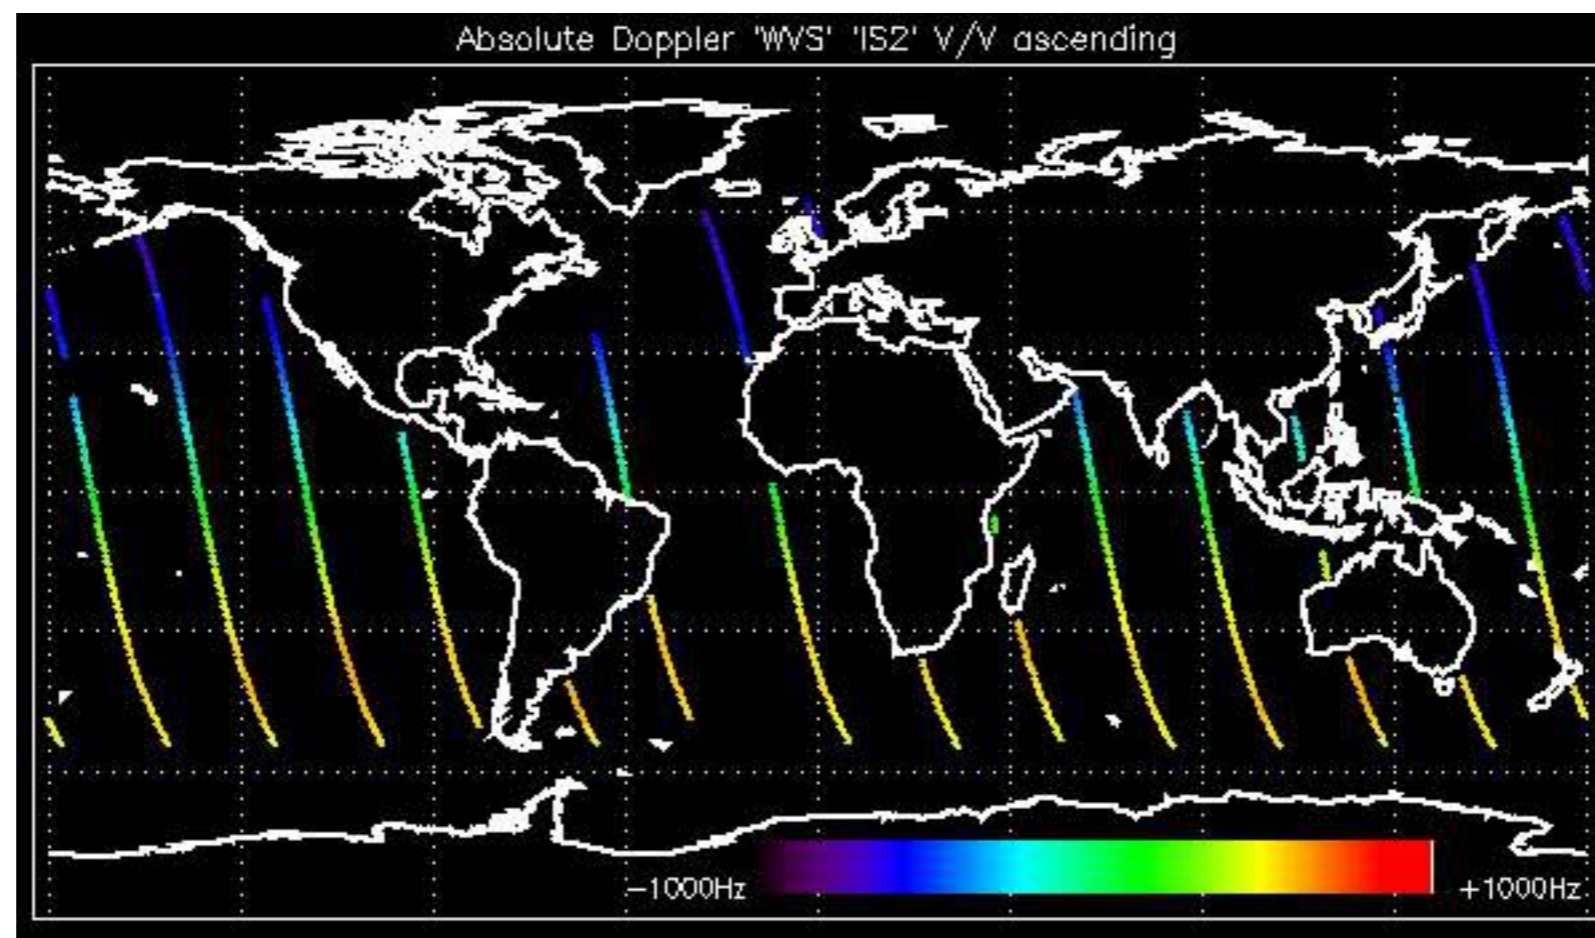 Absolute Doppler 'WVS' 'IS2' V/V ascending
−1000Hz +1000Hz